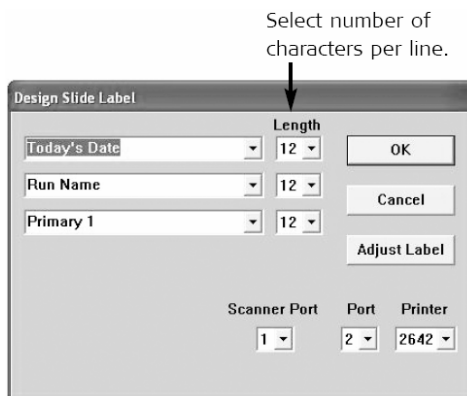 Select number of
characters per line.
Design Slide Label
Length
Today's Date 12 OK
Run Name 12 Cancel
Primary 1 12 Adjust Label
Scanner Port Port Printer
1 2 2642